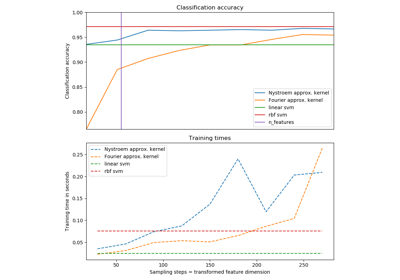 Classification accuracy
1.00
0.95
0.90
0.85
0.80
Classification accuracy
Nystroem approx. kernel
Fourier approx. kernel
linear svm
rbf svm
n_features
Training times
0.25
0.20
0.15
0.10
0.05
Training time in seconds
Nystroem approx. kernel
Fourier approx. kernel
linear svm
rbf svm
50
100
150
200
250
Sampling steps = transformed feature dimension